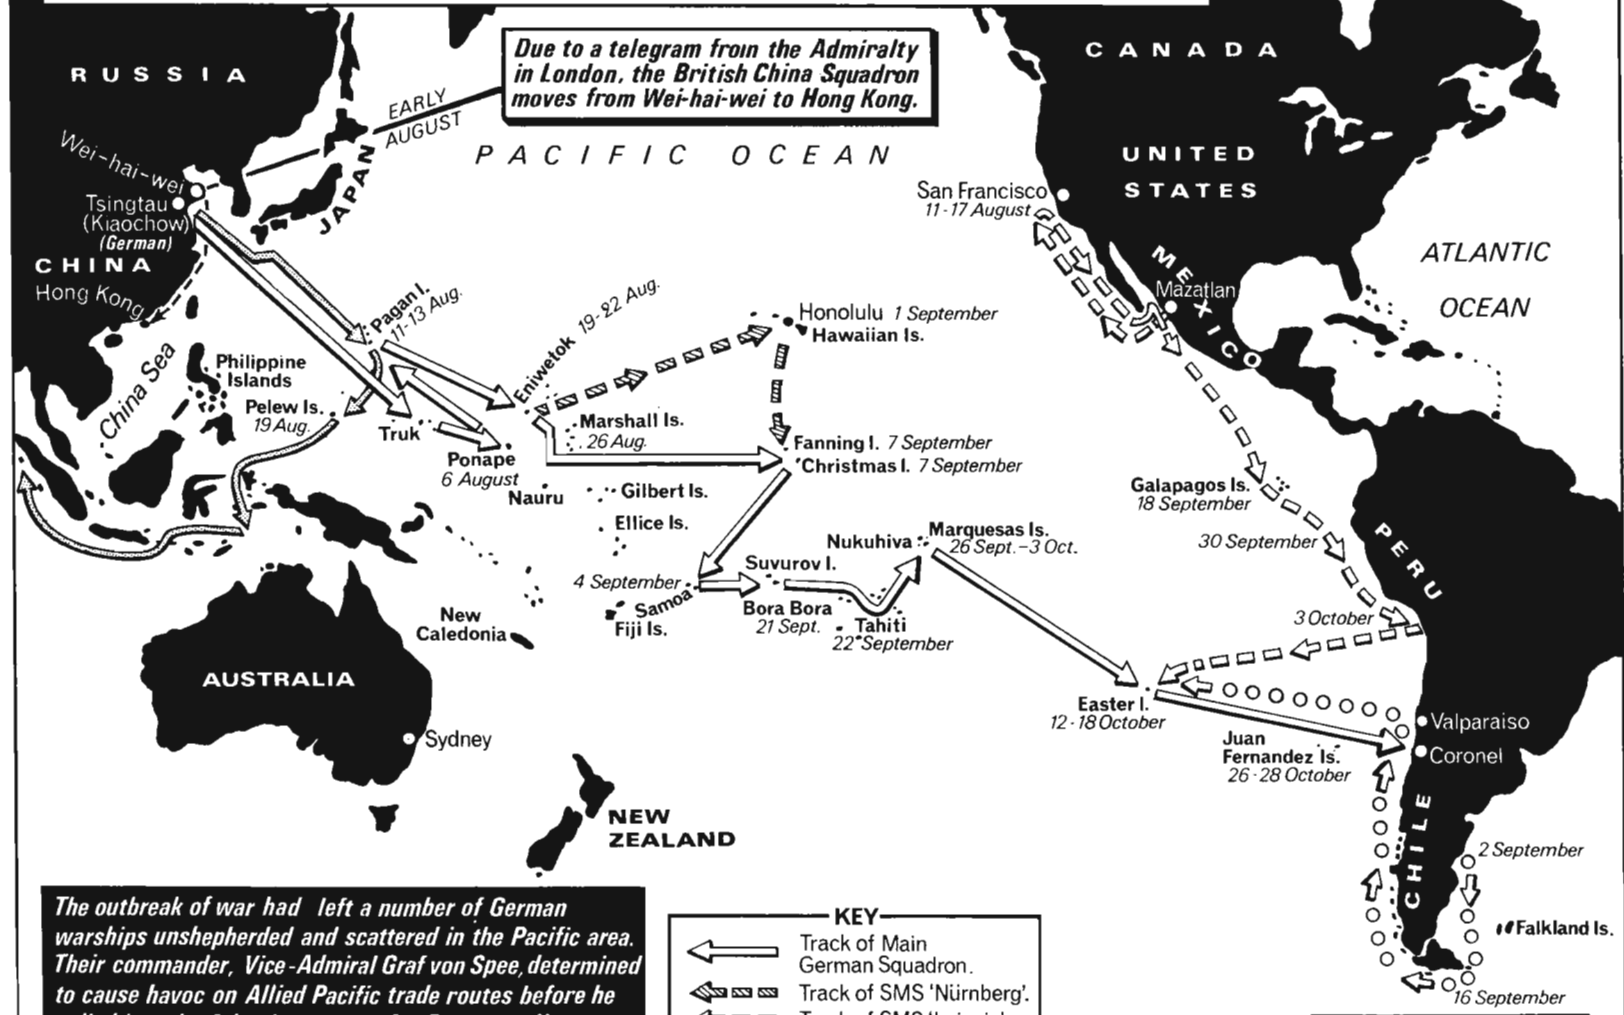 RUSSIA
CANADA
Due to a telegram from the Admiralty
in London, the British China Squadron
moves from Wei-hai-wei to Hong Kong.
EARLY
AUGUST
PACIFIC OCEAN
UNITED
STATES
Wei-hai-wei
Tsingtau
(Kiaochow)
(German)
JAPAN
San Francisco
11-17 August
CHINA
Hong Kong
ATLANTIC
OCEAN
MEXICO
Mazatlan
Pagan I.
11-13 Aug.
Eniwetok 19-22 Aug.
Honolulu 1 September
Hawaiian Is.
China Sea
Philippine
Islands
Pelew Is.
19 Aug.
Truk
Marshall Is.
26 Aug.
Ponape
6 August
Fanning I. 7 September
Christmas I. 7 September
Nauru
Gilbert Is.
Ellice Is.
Galapagos Is.
18 September
30 September
PERU
Nukuhiva
Marquesas Is.
26 Sept.-3 Oct.
Suvurov I.
4 September
Samoa
Fiji Is.
Bora Bora
21 Sept.
Tahiti
22 September
New
Caledonia
3 October
AUSTRALIA
Sydney
Easter I.
12-18 October
Juan
Fernandez Is.
26-28 October
Valparaiso
Coronel
CHILE
NEW
ZEALAND
2 September
Falkland Is.
16 September
The outbreak of war had left a number of German
warships unshepherded and scattered in the Pacific area.
Their commander, Vice-Admiral Graf von Spee, determined
to cause havoc on Allied Pacific trade routes before he
KEY
Track of Main
German Squadron.
Track of SMS 'Nürnberg'.